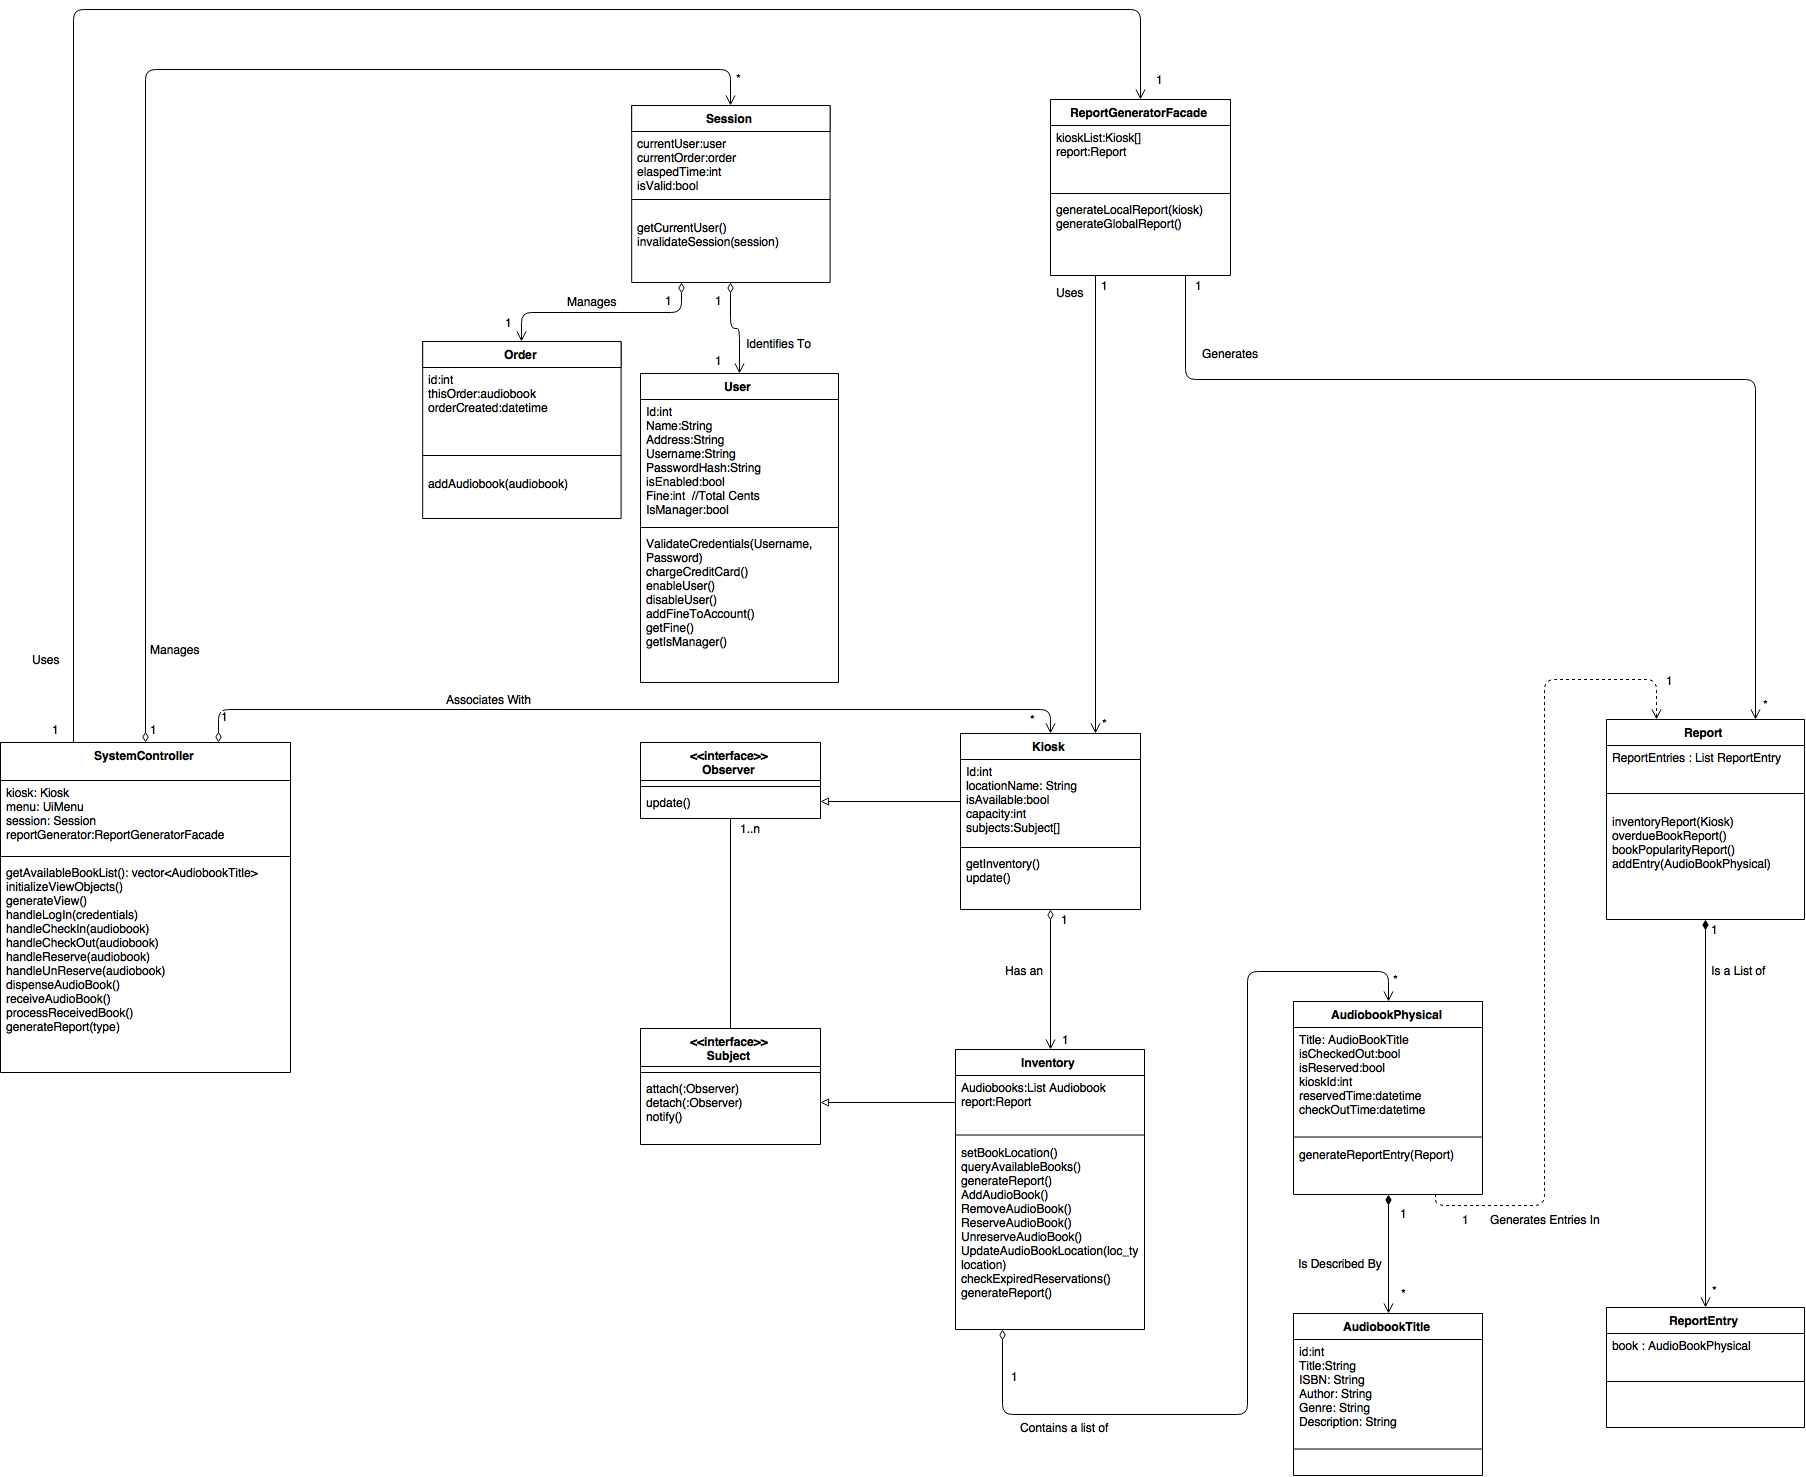 *
1
Session
currentUser:user
currentOrder:order
elaspedTime:int
isValid:bool
getCurrentUser()
invalidateSession(session)
ReportGeneratorFacade
kioskList:Kiosk[]
report:Report
generateLocalReport(kiosk)
generateGlobalReport()
Manages
1
1
1
Identifies To
1
Uses
1
1
Generates
Order
id:int
thisOrder:audiobook
orderCreated:datetime
addAudiobook(audiobook)
User
Id:int
Name:String
Address:String
Username:String
PasswordHash:String
isEnabled:bool
Fine:int  //Total Cents
IsManager:bool
ValidateCredentials(Username,
Password)
chargeCreditCard()
enableUser()
disableUser()
addFineToAccount()
getFine()
getIsManager()
Uses
Manages
Associates With
1
1
1
*
*
1
*
SystemController
kiosk: Kiosk
menu: UiMenu
session: Session
reportGenerator:ReportGeneratorFacade
getAvailableBookList(): vector<AudiobookTitle>
initializeViewObjects()
generateView()
handleLogIn(credentials)
handleCheckIn(audiobook)
handleCheckOut(audiobook)
handleReserve(audiobook)
handleUnReserve(audiobook)
dispenseAudioBook()
receiveAudioBook()
processReceivedBook()
generateReport(type)
<<interface>>
Observer
update()
1..n
Kiosk
Id:int
locationName: String
isAvailable:bool
capacity:int
subjects:Subject[]
getInventory()
update()
1
Has an
1
Report
ReportEntries : List ReportEntry
inventoryReport(Kiosk)
overdueBookReport()
bookPopularityReport()
addEntry(AudioBookPhysical)
1
Is a List of
*
<<interface>>
Subject
attach(:Observer)
detach(:Observer)
notify()
Inventory
Audiobooks:List Audiobook
report:Report
setBookLocation()
queryAvailableBooks()
generateReport()
AddAudioBook()
RemoveAudioBook()
ReserveAudioBook()
UnreserveAudioBook()
UpdateAudioBookLocation(loc_ty
location)
checkExpiredReservations()
generateReport()
1
Contains a list of
*
AudiobookPhysical
Title: AudioBookTitle
isCheckedOut:bool
isReserved:bool
kioskId:int
reservedTime:datetime
checkOutTime:datetime
generateReportEntry(Report)
1
1
Generates Entries In
Is Described By
*
AudiobookTitle
id:int
Title:String
ISBN: String
Author: String
Genre: String
Description: String
ReportEntry
book : AudioBookPhysical